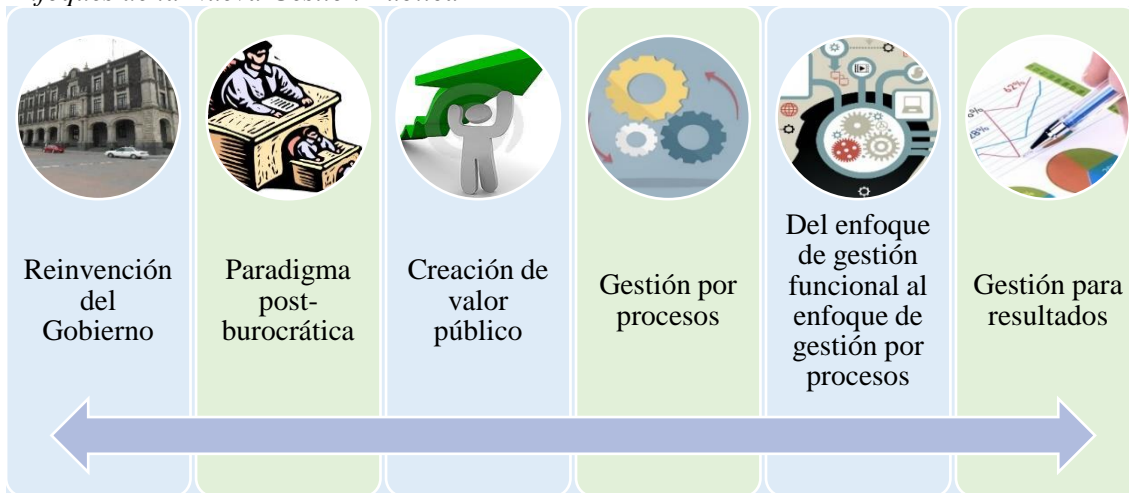 Reinvención
del
Gobierno
Paradigma
post-
burocrática
Creación de
valor
público
Gestión por
procesos
Del enfoque
de gestión
funcional al
enfoque de
gestión por
procesos
Gestión para
resultados